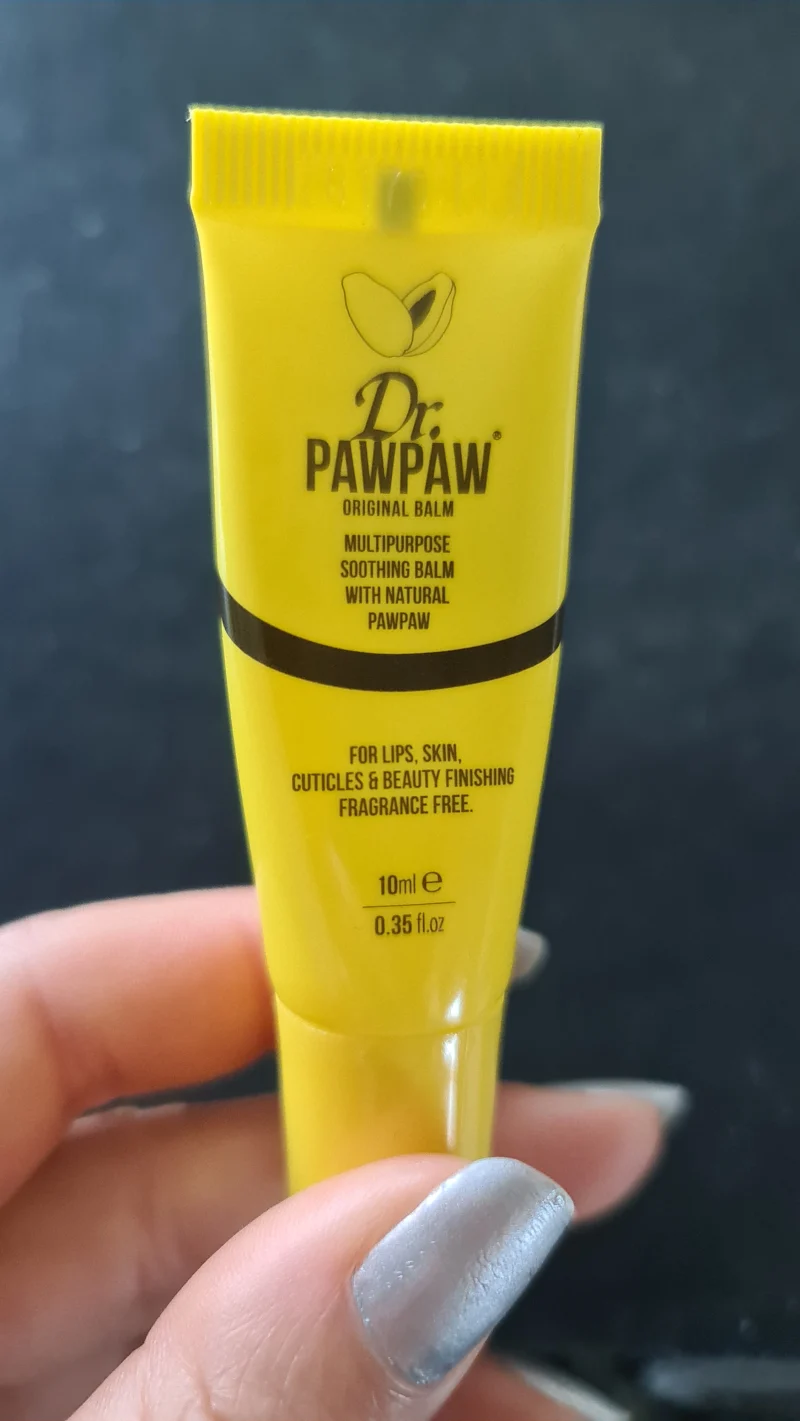 Dr.
PAWPAW®
ORIGINAL BALM
MULTIPURPOSE
SOOTHING BALM
WITH NATURAL
PAWPAW
FOR LIPS, SKIN,
CUTICLES & BEAUTY FINISHING
FRAGRANCE FREE.
10ml ℮
0.35 fl.oz